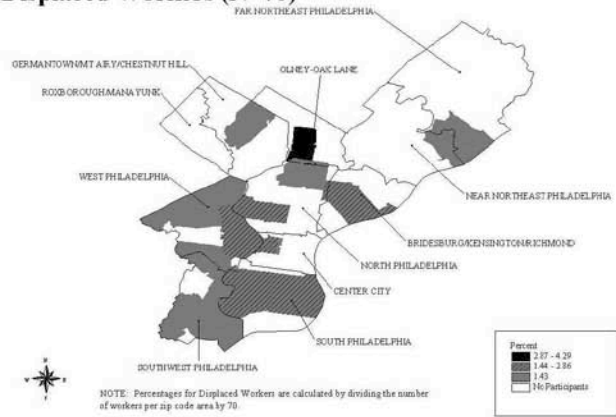 FAR NORTHEAST PHILADELPHIA
GERMANTOWN/MT AIRY/CHESTNUT HILL
OLNEY-OAK LANE
ROXBOROUGH/MANAYUNK
WEST PHILADELPHIA
NEAR NORTHEAST PHILADELPHIA
BRIDESBURG/KENSINGTON/RICHMOND
NORTH PHILADELPHIA
CENTER CITY
SOUTH PHILADELPHIA
SOUTHWEST PHILADELPHIA
Percent
2.87 - 4.29
1.44 - 2.86
1.43
No Participants
N
W E
S
NOTE: Percentages for Displaced Workers are calculated by dividing the number
of workers per zip code area by 70.